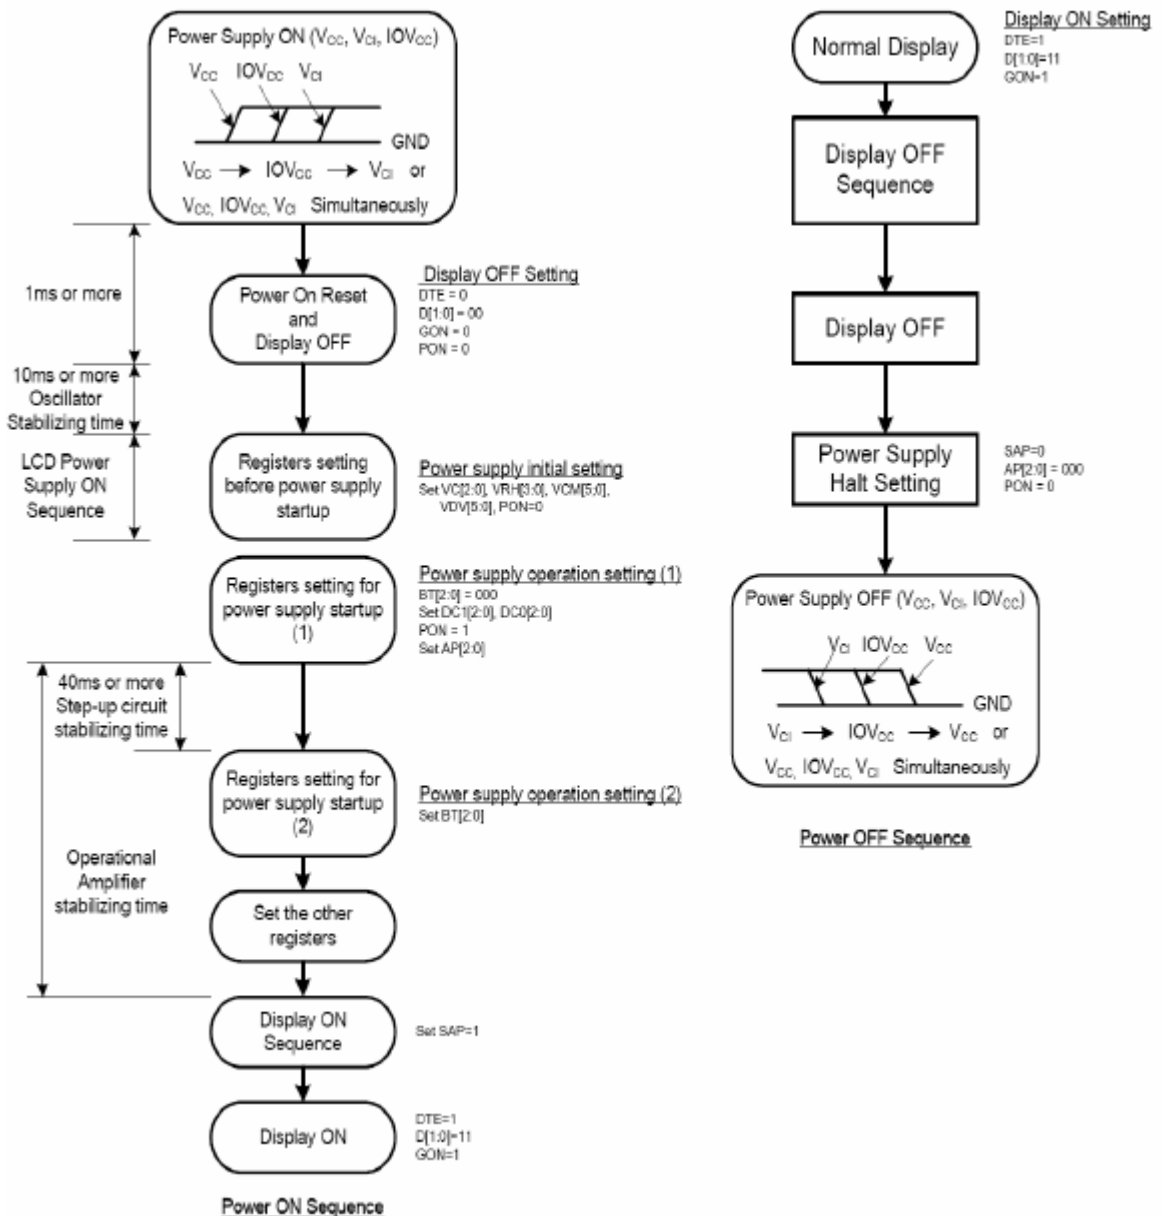 Power Supply ON (VCC, VCI, IOVCC)
VCC IOVCC VCI
GND
VCC → IOVCC → VCI or
VCC, IOVCC, VCI Simultaneously
1ms or more
Power On Reset
and
Display OFF
Display OFF Setting
DTE = 0
D[1:0] = 00
GON = 0
PON = 0
10ms or more
Oscillator
Stabilizing time
LCD Power
Supply ON
Sequence
Registers setting
before power supply
startup
Power supply initial setting
Set VC[2:0], VRH[3:0], VCM[5:0],
VDV[5:0], PON=0
Registers setting for
power supply startup
(1)
Power supply operation setting (1)
BT[2:0] = 000
Set DC1[2:0], DC0[2:0]
PON = 1
Set AP[2:0]
40ms or more
Step-up circuit
stabilizing time
Registers setting for
power supply startup
(2)
Power supply operation setting (2)
Set BT[2:0]
Operational
Amplifier
stabilizing time
Set the other
registers
Display ON
Sequence
Set SAP=1
Display ON
DTE=1
D[1:0]=11
GON=1
Power ON Sequence
Normal Display
Display ON Setting
DTE=1
D[1:0]=11
GON=1
Display OFF
Sequence
Display OFF
Power Supply
Halt Setting
SAP=0
AP[2:0] = 000
PON = 0
Power Supply OFF (VCC, VCI, IOVCC)
VCI IOVCC VCC
GND
VCI → IOVCC → VCC or
VCC, IOVCC, VCI Simultaneously
Power OFF Sequence